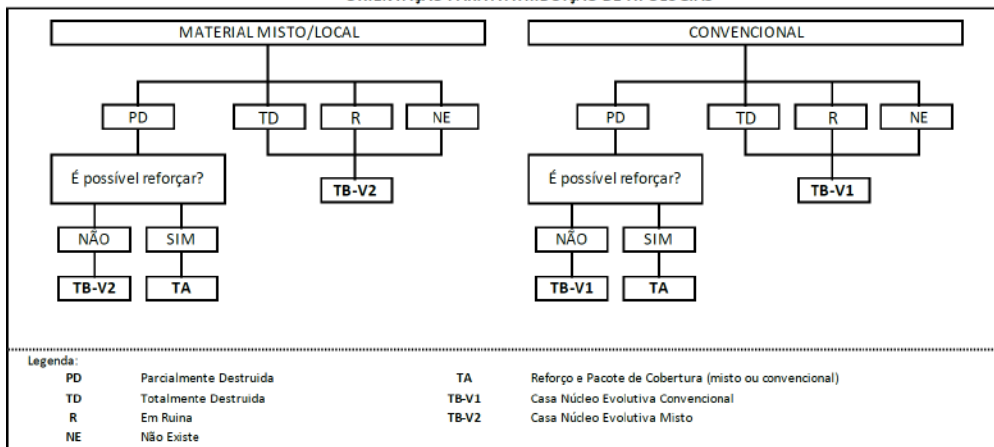 MATERIAL MISTO/LOCAL
CONVENCIONAL
PD
TD
R
NE
PD
TD
R
NE
É possível reforçar?
TB-V2
É possível reforçar?
TB-V1
NÃO
SIM
NÃO
SIM
TB-V2
TA
TB-V1
TA
Legenda:
PD Parcialmente Destruida TA Reforço e Pacote de Cobertura (misto ou convencional)
TD Totalmente Destruida TB-V1 Casa Núcleo Evolutiva Convencional
R Em Ruina TB-V2 Casa Núcleo Evolutiva Misto
NE Não Existe